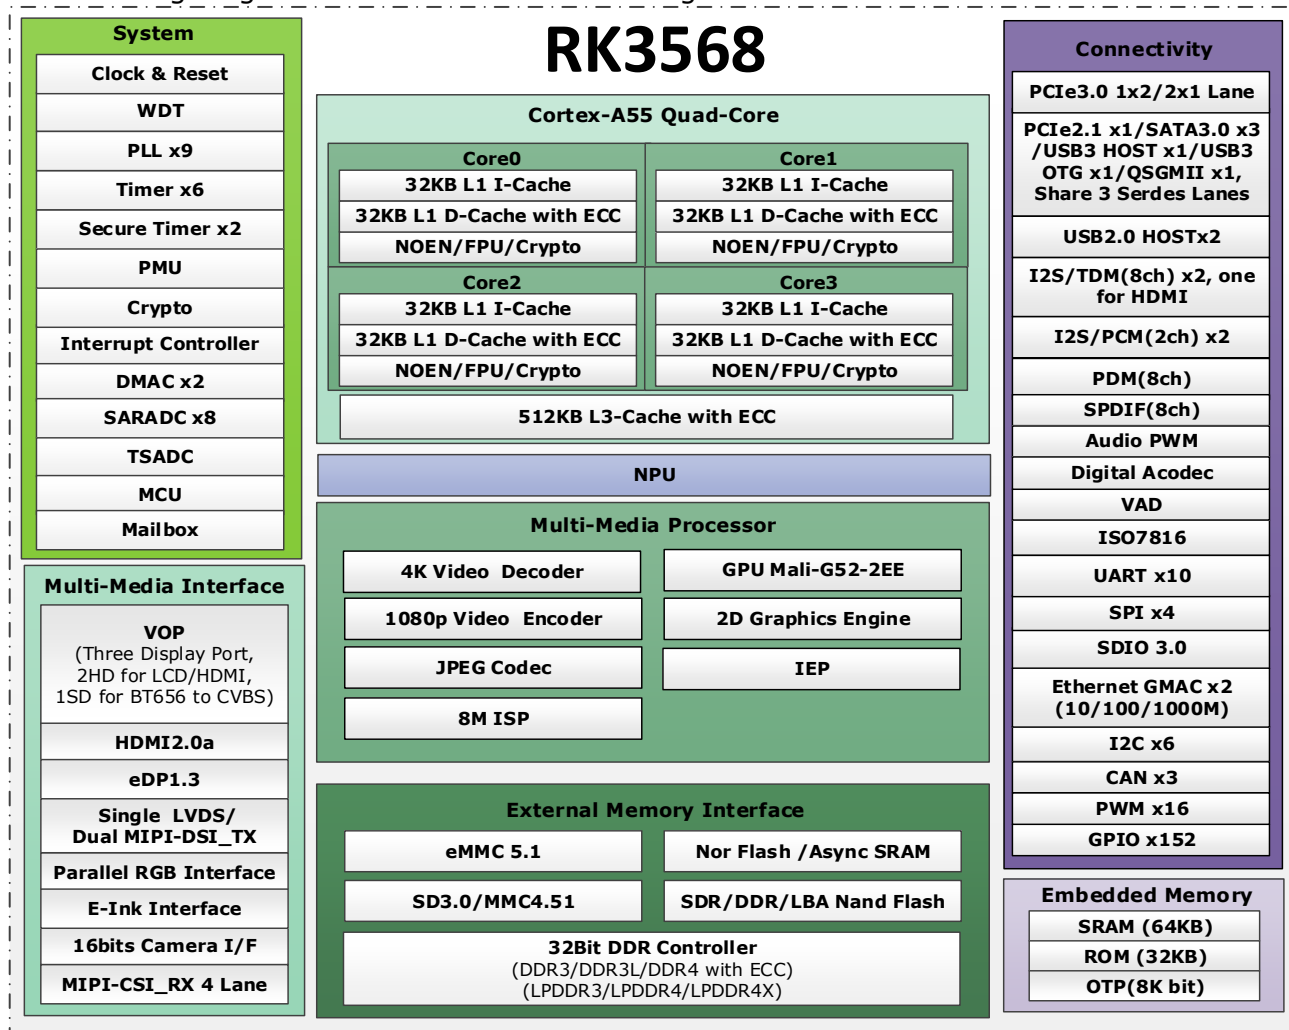 RK3568
System
Clock & Reset
WDT
PLL x9
Timer x6
Secure Timer x2
PMU
Crypto
Interrupt Controller
DMAC x2
SARADC x8
TSADC
MCU
Mailbox
Multi-Media Interface
VOP
(Three Display Port,
2HD for LCD/HDMI,
1SD for BT656 to CVBS)
HDMI2.0a
eDP1.3
Single LVDS/
Dual MIPI-DSI_TX
Parallel RGB Interface
E-Ink Interface
16bits Camera I/F
MIPI-CSI_RX 4 Lane
Cortex-A55 Quad-Core
Core0
32KB L1 I-Cache
32KB L1 D-Cache with ECC
NOEN/FPU/Crypto
Core1
32KB L1 I-Cache
32KB L1 D-Cache with ECC
NOEN/FPU/Crypto
Core2
32KB L1 I-Cache
32KB L1 D-Cache with ECC
NOEN/FPU/Crypto
Core3
32KB L1 I-Cache
32KB L1 D-Cache with ECC
NOEN/FPU/Crypto
512KB L3-Cache with ECC
NPU
Multi-Media Processor
4K Video Decoder
GPU Mali-G52-2EE
1080p Video Encoder
2D Graphics Engine
JPEG Codec
IEP
8M ISP
External Memory Interface
eMMC 5.1
Nor Flash /Async SRAM
SD3.0/MMC4.51
SDR/DDR/LBA Nand Flash
32Bit DDR Controller
(DDR3/DDR3L/DDR4 with ECC)
(LPDDR3/LPDDR4/LPDDR4X)
Connectivity
PCIe3.0 1x2/2x1 Lane
PCIe2.1 x1/SATA3.0 x3
/USB3 HOST x1/USB3
OTG x1/QSGMII x1,
Share 3 Serdes Lanes
USB2.0 HOSTx2
I2S/TDM(8ch) x2, one
for HDMI
I2S/PCM(2ch) x2
PDM(8ch)
SPDIF(8ch)
Audio PWM
Digital Acodec
VAD
ISO7816
UART x10
SPI x4
SDIO 3.0
Ethernet GMAC x2
(10/100/1000M)
I2C x6
CAN x3
PWM x16
GPIO x152
Embedded Memory
SRAM (64KB)
ROM (32KB)
OTP(8K bit)